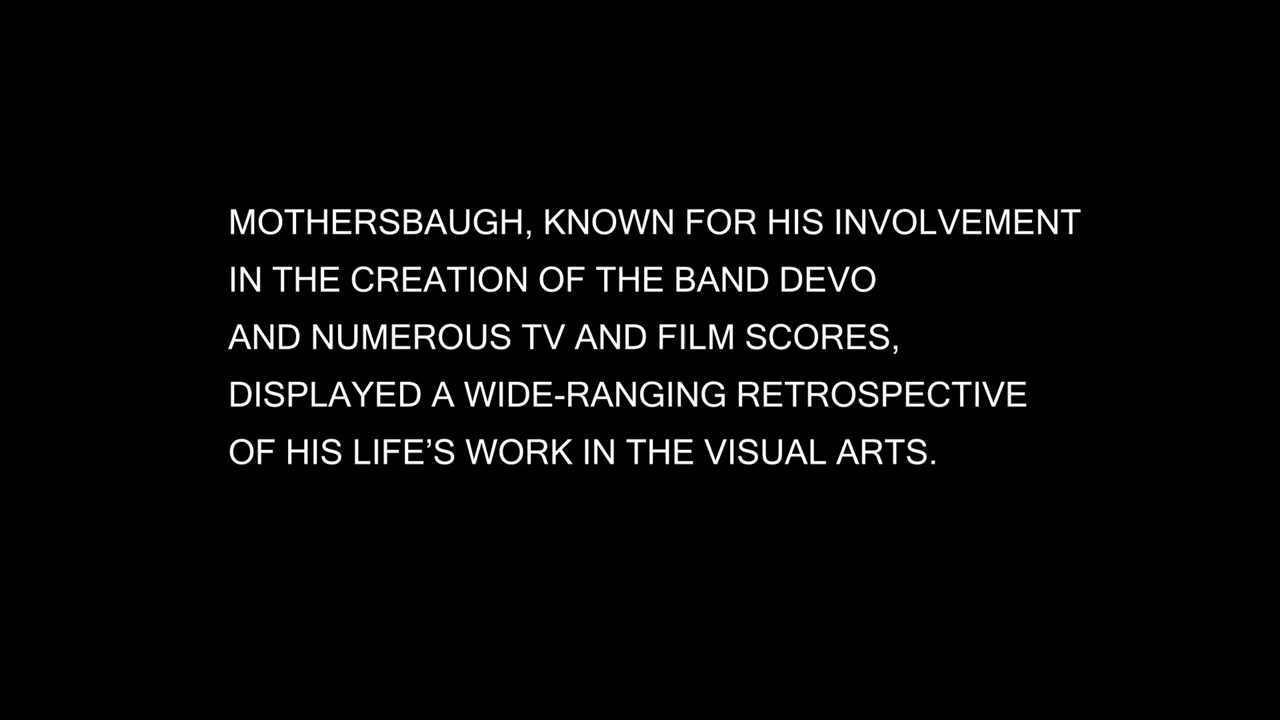 MOTHERSBAUGH, KNOWN FOR HIS INVOLVEMENT
IN THE CREATION OF THE BAND DEVO
AND NUMEROUS TV AND FILM SCORES,
DISPLAYED A WIDE-RANGING RETROSPECTIVE
OF HIS LIFE’S WORK IN THE VISUAL ARTS.